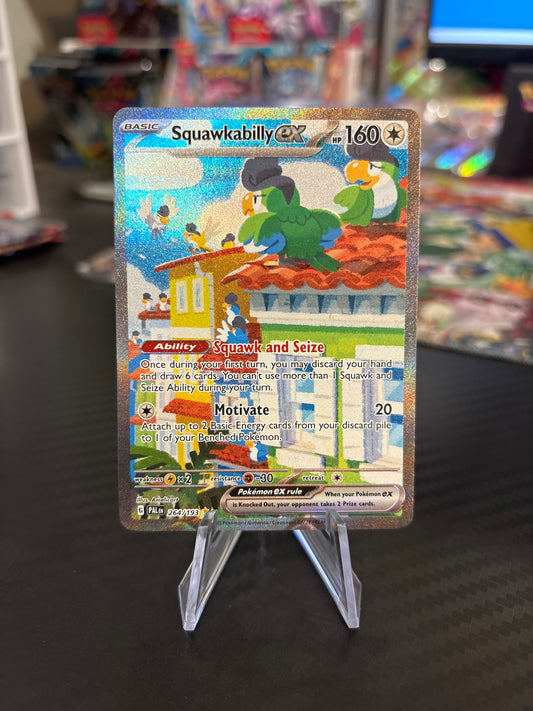 BASIC Squawkabilly ex HP 160
Ability Squawk and Seize
Once during your first turn, you may discard your hand
and draw 6 cards. You can't use more than 1 Squawk and
Seize Ability during your turn.
Motivate 20
Attach up to 2 Basic Energy cards from your discard pile
to 1 of your Benched Pokémon.
weakness ×2 resistance -30 retreat
Pokémon ex rule When your Pokémon ex
is Knocked Out, your opponent takes 2 Prize cards.
Illus.
G PAL EN 264/193